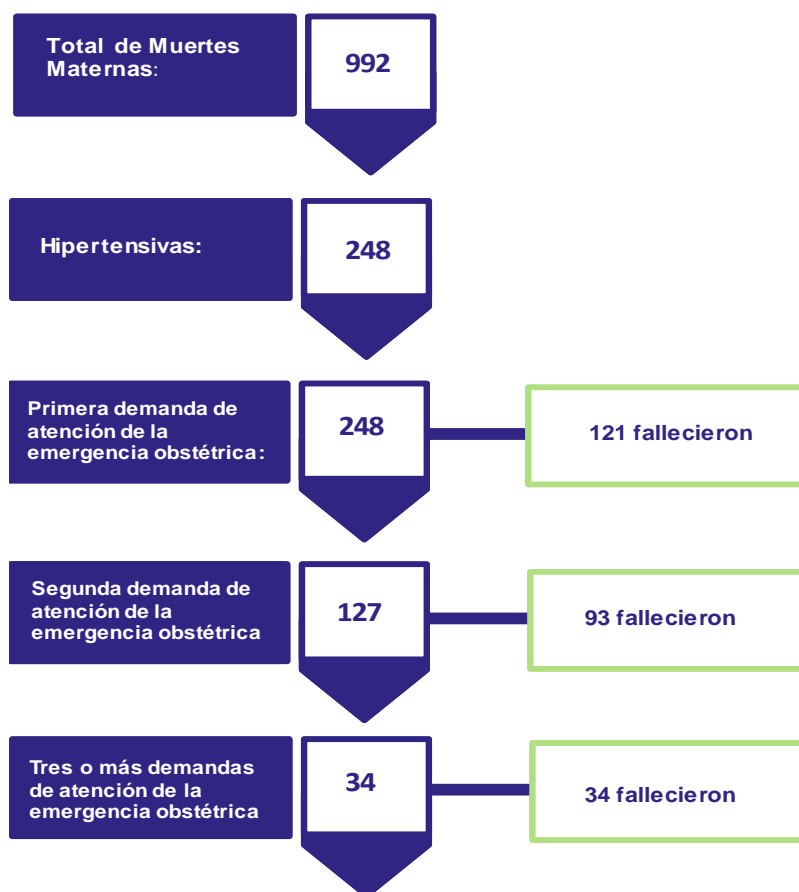 Total de Muertes
Maternas:
992
Hipertensivas:
248
Primera demanda de
atención de la
emergencia obstétrica:
248
121 fallecieron
Segunda demanda de
atención de la
emergencia obstétrica
127
93 fallecieron
Tres o más demandas
de atención de la
emergencia obstétrica
34
34 fallecieron